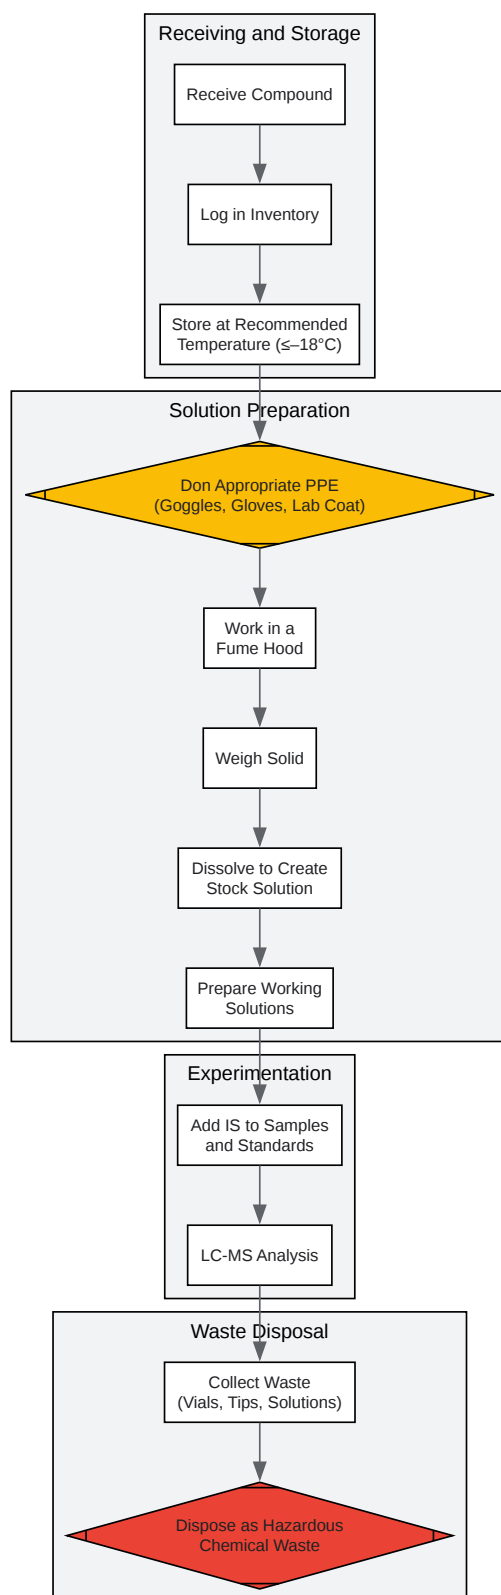 Receiving and Storage
Receive Compound
Log in Inventory
Store at Recommended
Temperature (≤–18°C)
Solution Preparation
Don Appropriate PPE
(Goggles, Gloves, Lab Coat)
Work in a
Fume Hood
Weigh Solid
Dissolve to Create
Stock Solution
Prepare Working
Solutions
Experimentation
Add IS to Samples
and Standards
LC-MS Analysis
Waste Disposal
Collect Waste
(Vials, Tips, Solutions)
Dispose as Hazardous
Chemical Waste